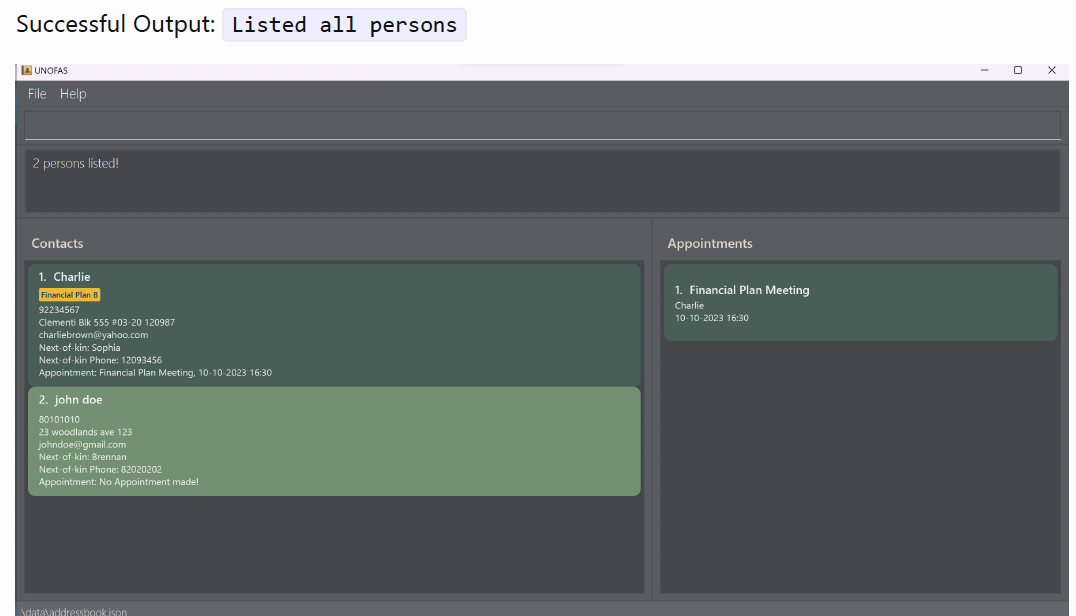 Successful Output: Listed all persons
UNOFAS
File Help
2 persons listed!
Contacts
1. Charlie
Financial Plan B
92234567
Clementi Blk 555 #03-20 120987
charliebrown@yahoo.com
Next-of-kin: Sophia
Next-of-kin Phone: 12093456
Appointment: Financial Plan Meeting, 10-10-2023 16:30
2. john doe
80101010
23 woodlands ave 123
johndoe@gmail.com
Next-of-kin: Brennan
Next-of-kin Phone: 82020202
Appointment: No Appointment made!
Appointments
1. Financial Plan Meeting
Charlie
10-10-2023 16:30
.\data\addressbook.json